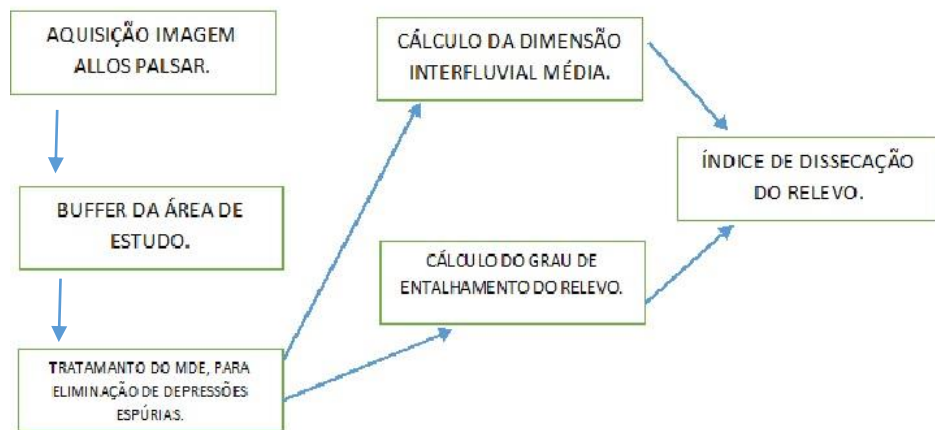 AQUISIÇÃO IMAGEM
ALLOS PALSAR.
BUFFER DA ÁREA DE
ESTUDO.
TRATAMANTO DO MDE, PARA
ELIMINAÇÃO DE DEPRESSÕES
ESPÚRIAS.
CÁLCULO DA DIMENSÃO
INTERFLUVIAL MÉDIA.
CÁLCULO DO GRAU DE
ENTALHAMENTO DO RELEVO.
ÍNDICE DE DISSECAÇÃO
DO RELEVO.